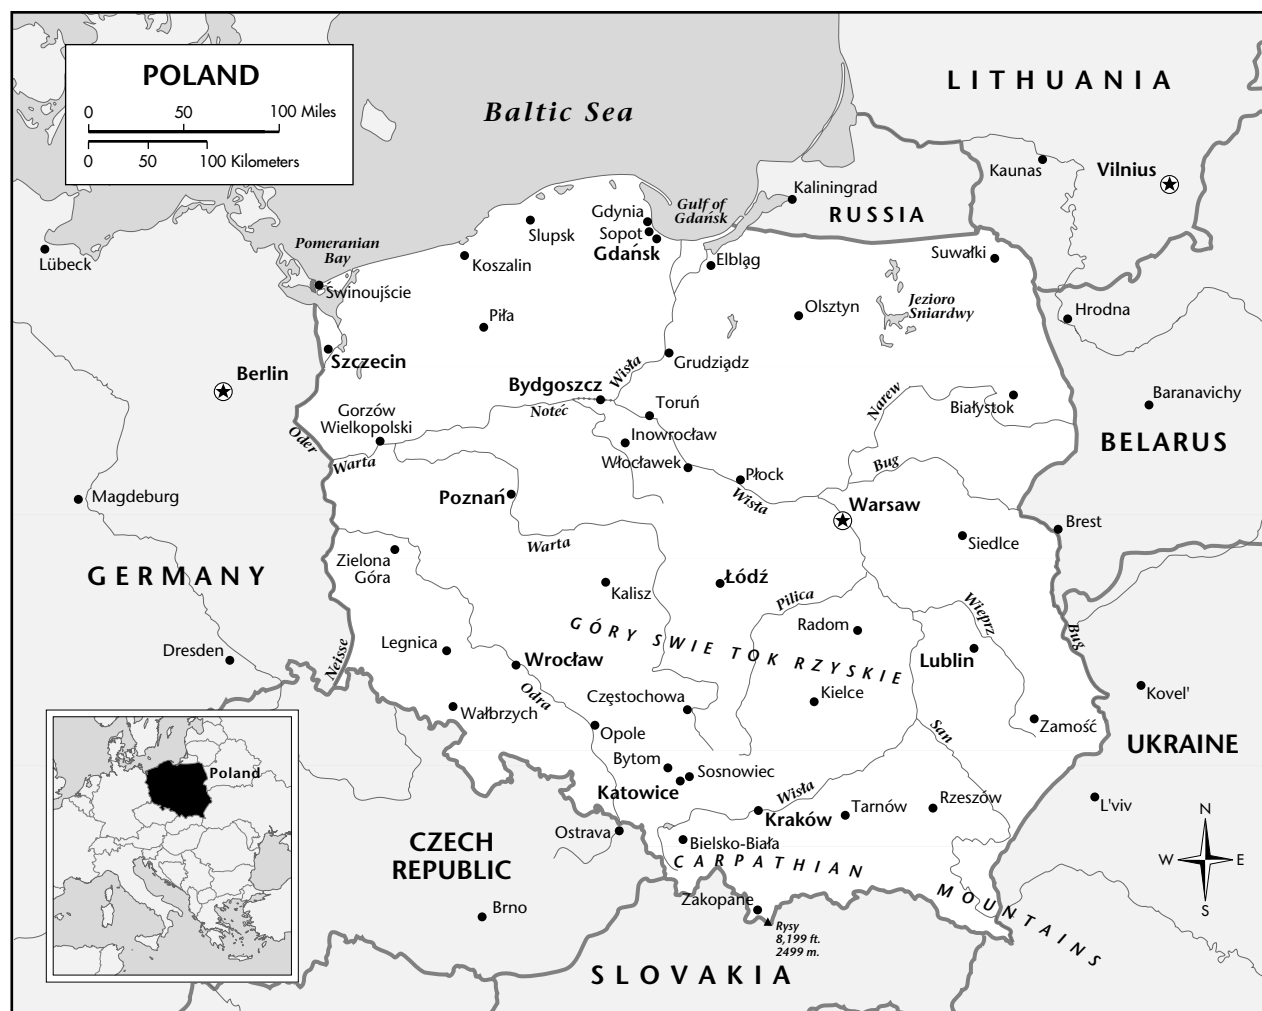 POLAND
0 50 100 Miles
0 50 100 Kilometers
Baltic Sea
LITHUANIA
Kaunas
Vilnius
Kaliningrad
RUSSIA
Gulf of
Gdańsk
Gdynia
Sopot
Gdańsk
Slupsk
Koszalin
Elbląg
Suwałki
Lübeck
Pomeranian
Bay
Świnoujście
Piła
Olsztyn
Jezioro
Sniardwy
Hrodna
Szczecin
Berlin
Grudziądz
Wisła
Bydgoszcz
Noteć
Toruń
Narew
Białystok
Baranavichy
Gorzów
Wielkopolski
Oder
Warta
Inowrocław
Włocławek
BELARUS
Bug
Płock
Wisła
Magdeburg
Poznań
Warsaw
Brest
Siedlce
Warta
Zielona
Góra
GERMANY
Kalisz
Łódź
Pilica
Wieprz
Radom
Bug
GÓRY SWIE TOK RZYSKIE
Dresden
Neisse
Legnica
Wrocław
Lublin
Kovel'
Odra
Częstochowa
Kielce
Wałbrzych
Opole
San
Zamość
UKRAINE
Bytom
Sosnowiec
Katowice
Wisła
Kraków
Tarnów
Rzeszów
L'viv
Poland
CZECH
REPUBLIC
Ostrava
Bielsko-Biała
CARPATHIAN MOUNTAINS
Zakopane
Rysy
8,199 ft.
2499 m.
Brno
SLOVAKIA
N
W E
S